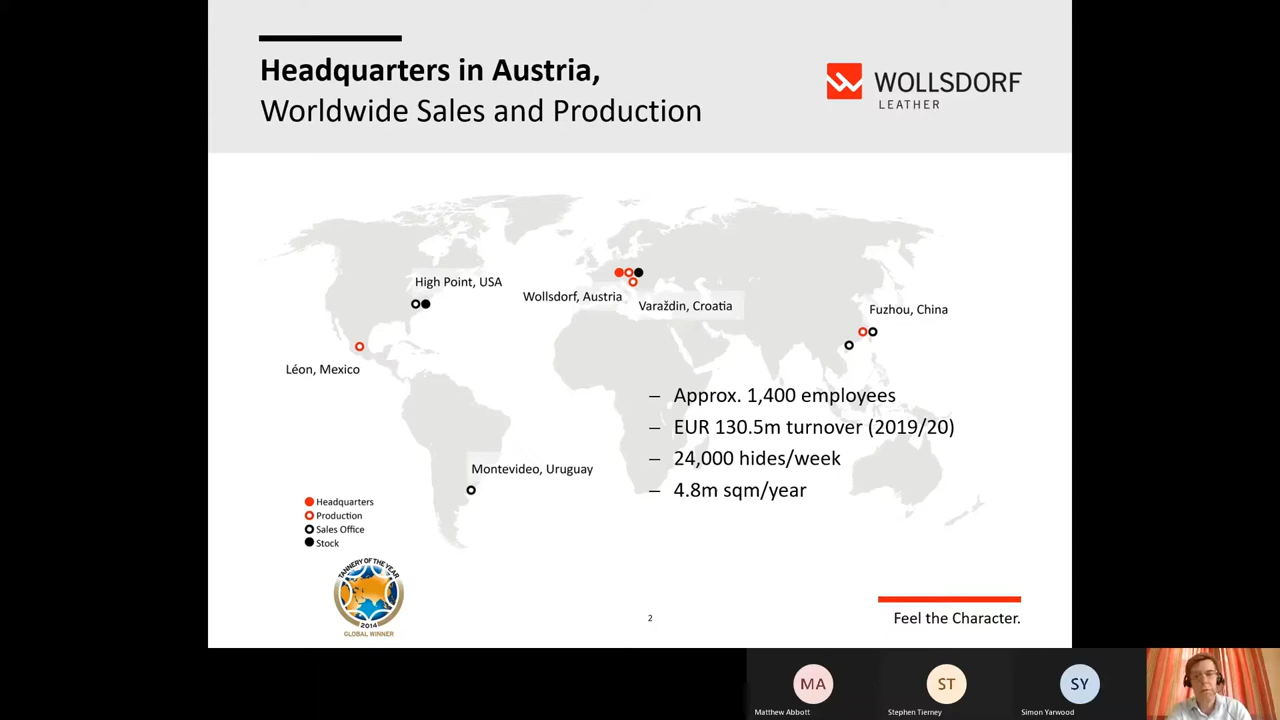 Headquarters in Austria,
Worldwide Sales and Production
WOLLSDORF
LEATHER
High Point, USA
Wollsdorf, Austria
Varaždin, Croatia
Fuzhou, China
Léon, Mexico
– Approx. 1,400 employees
– EUR 130.5m turnover (2019/20)
– 24,000 hides/week
– 4.8m sqm/year
Montevideo, Uruguay
Headquarters
Production
Sales Office
Stock
TANNERY OF THE YEAR
2014
GLOBAL WINNER
2
Feel the Character.
MA
ST
SY
Matthew Abbott
Stephen Tierney
Simon Yarwood